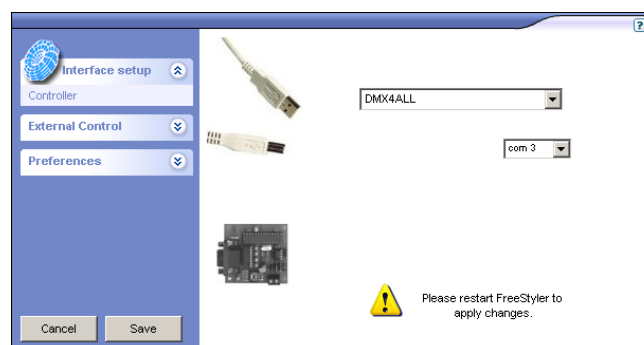 ?
Interface setup
Controller
External Control
Preferences
DMX4ALL
com 3
Please restart FreeStyler to
apply changes.
Cancel
Save